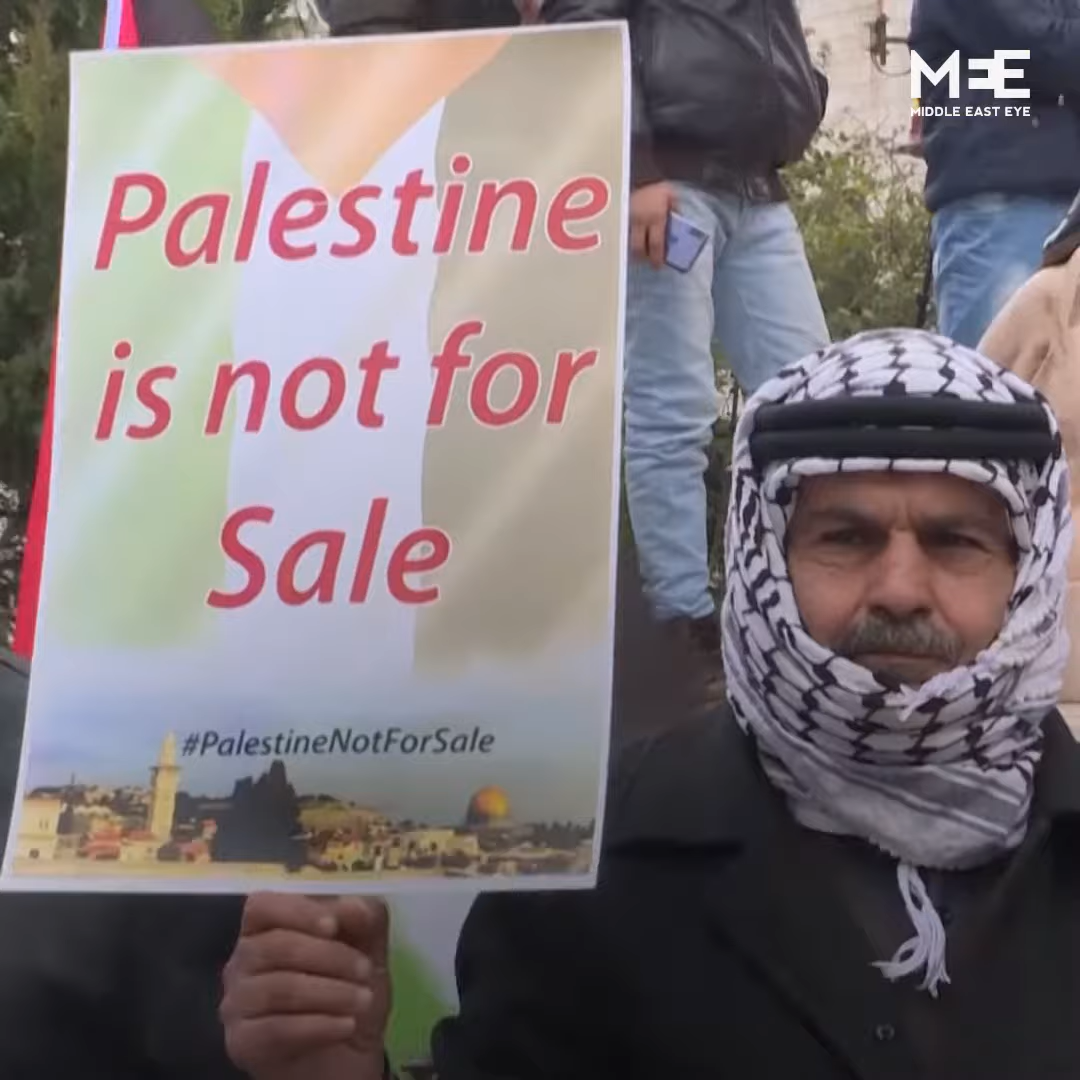 MEE
MIDDLE EAST EYE
Palestine
is not for
Sale
#PalestineNotForSale